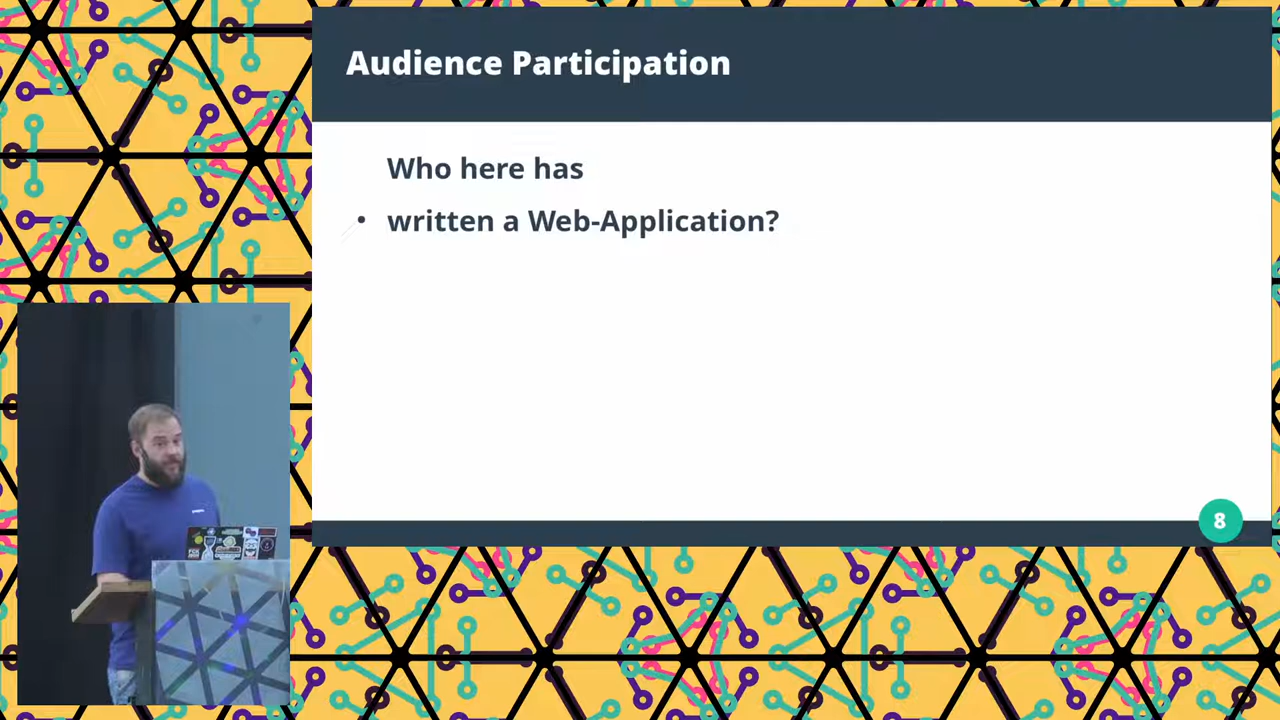 Audience Participation
Who here has
• written a Web-Application?
8